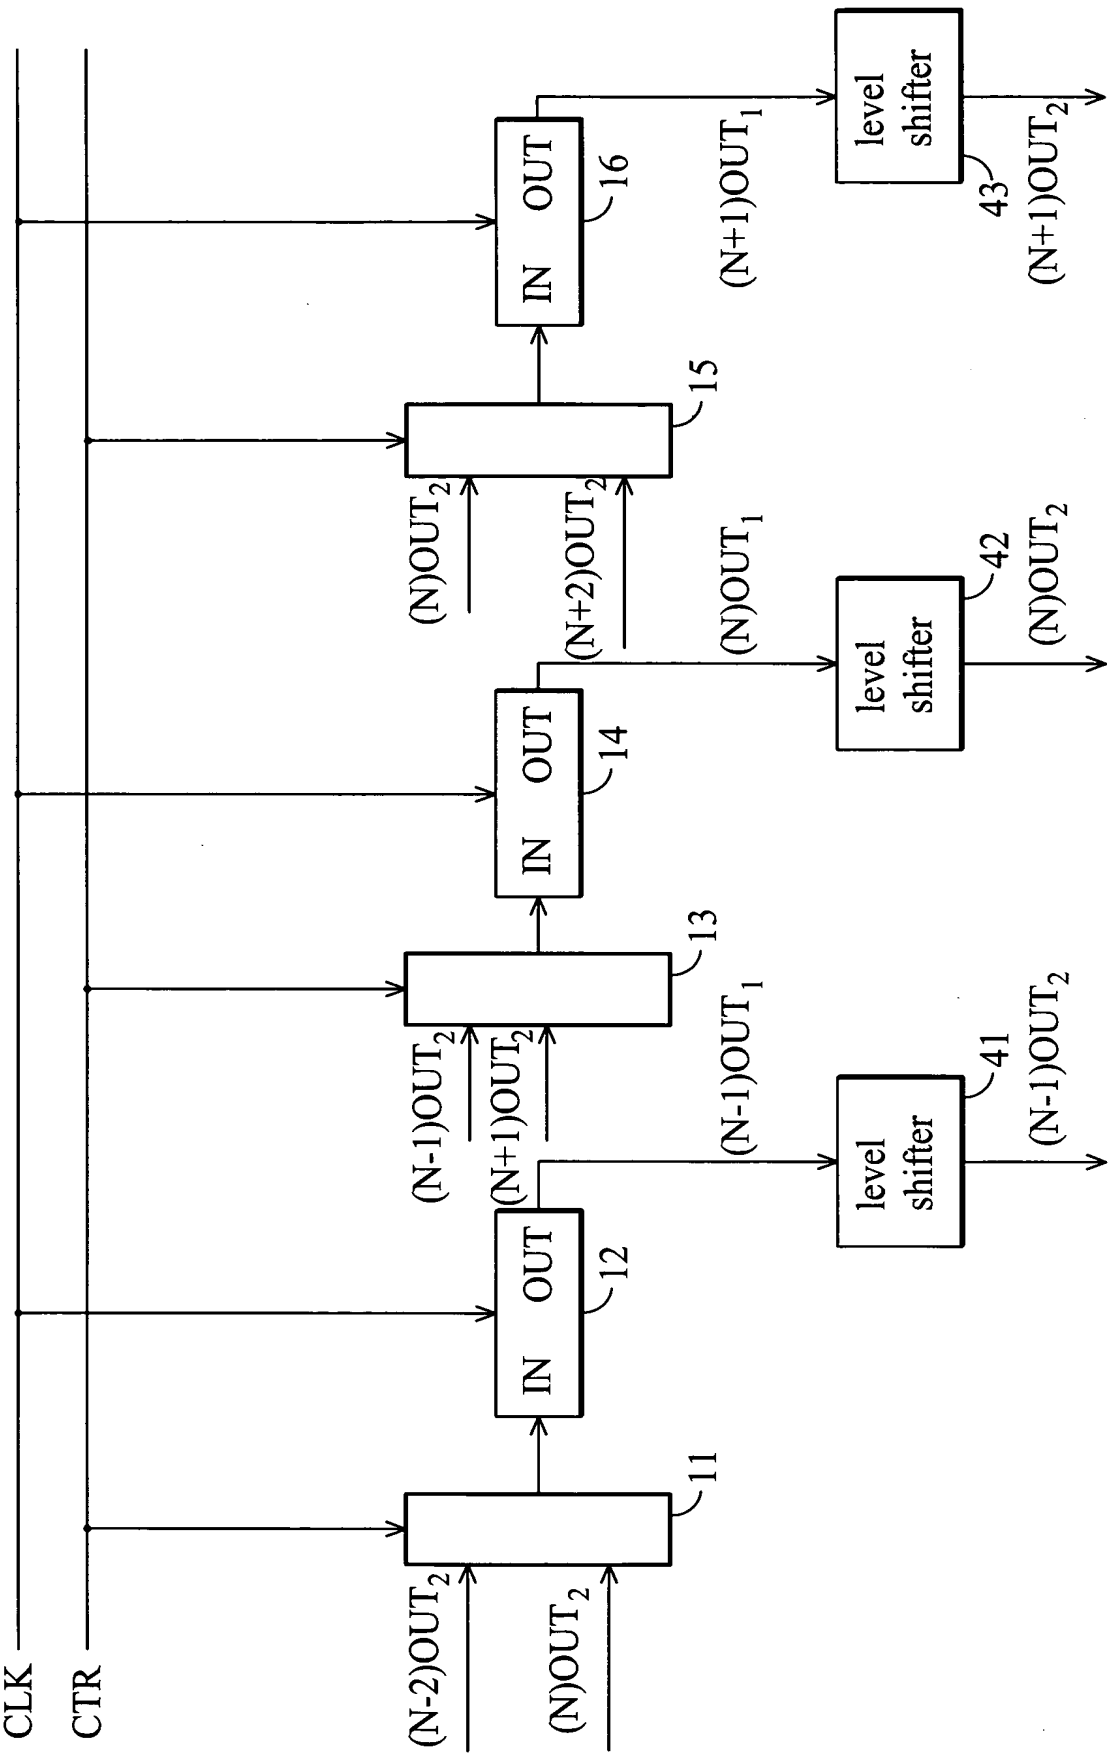 CLK
CTR
(N-2)OUT2
(N)OUT2
11
IN OUT
12
(N-1)OUT1
level
shifter
41
(N-1)OUT2
(N-1)OUT2
(N+1)OUT2
13
IN OUT
14
(N)OUT1
level
shifter
42
(N)OUT2
(N)OUT2
(N+2)OUT2
15
IN OUT
16
(N+1)OUT1
level
shifter
43
(N+1)OUT2